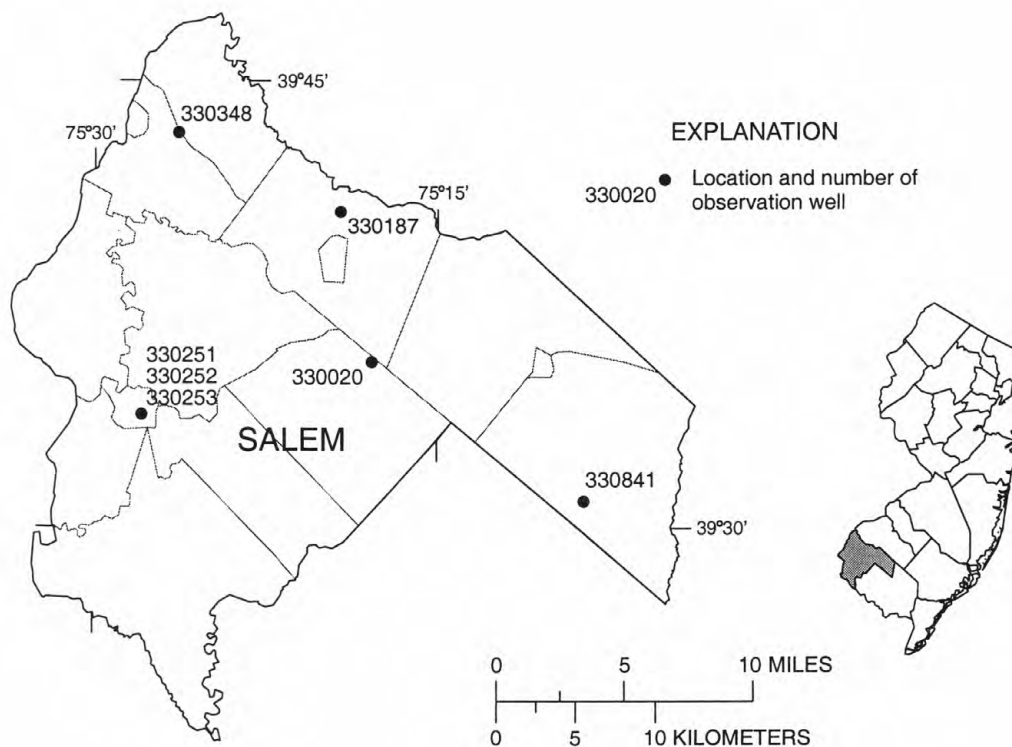 39°45'
330348
75°30'
EXPLANATION
330020 Location and number of
observation well
75°15'
330187
330251
330252
330253
330020
SALEM
330841
39°30'
0 5 10 MILES
0 5 10 KILOMETERS